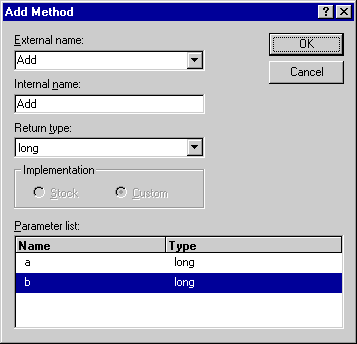 Add Method
External name:
OK
Add
Cancel
Internal name:
Add
Return type:
long
Implementation
Stock Custom
Parameter list:
Name Type
a long
b long